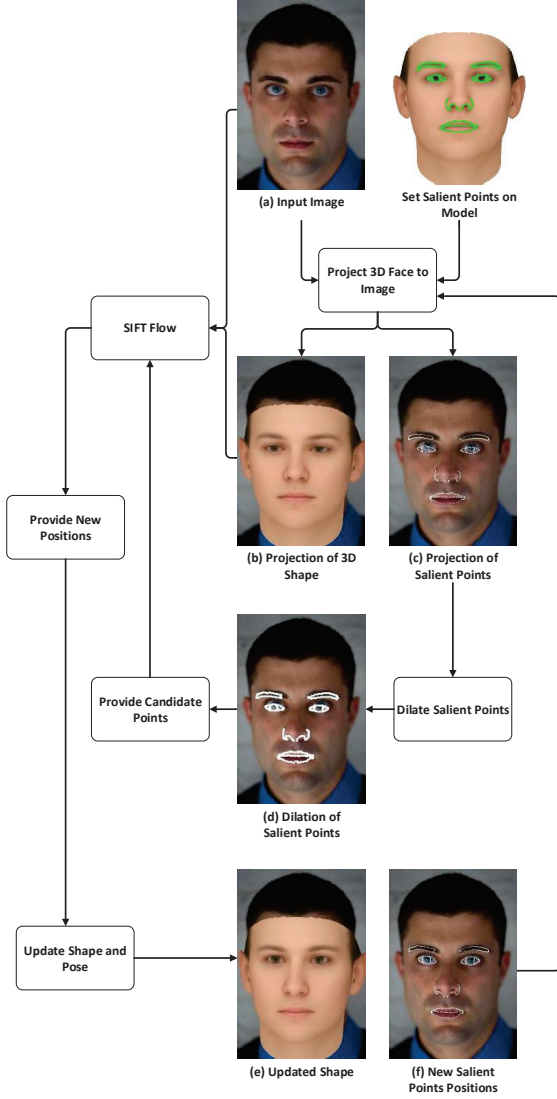 (a) Input Image
Set Salient Points on
Model
Project 3D Face to
Image
SIFT Flow
Provide New
Positions
(b) Projection of 3D
Shape
(c) Projection of
Salient Points
Provide Candidate
Points
Dilate Salient Points
(d) Dilation of
Salient Points
Update Shape and
Pose
(e) Updated Shape
(f) New Salient
Points Positions